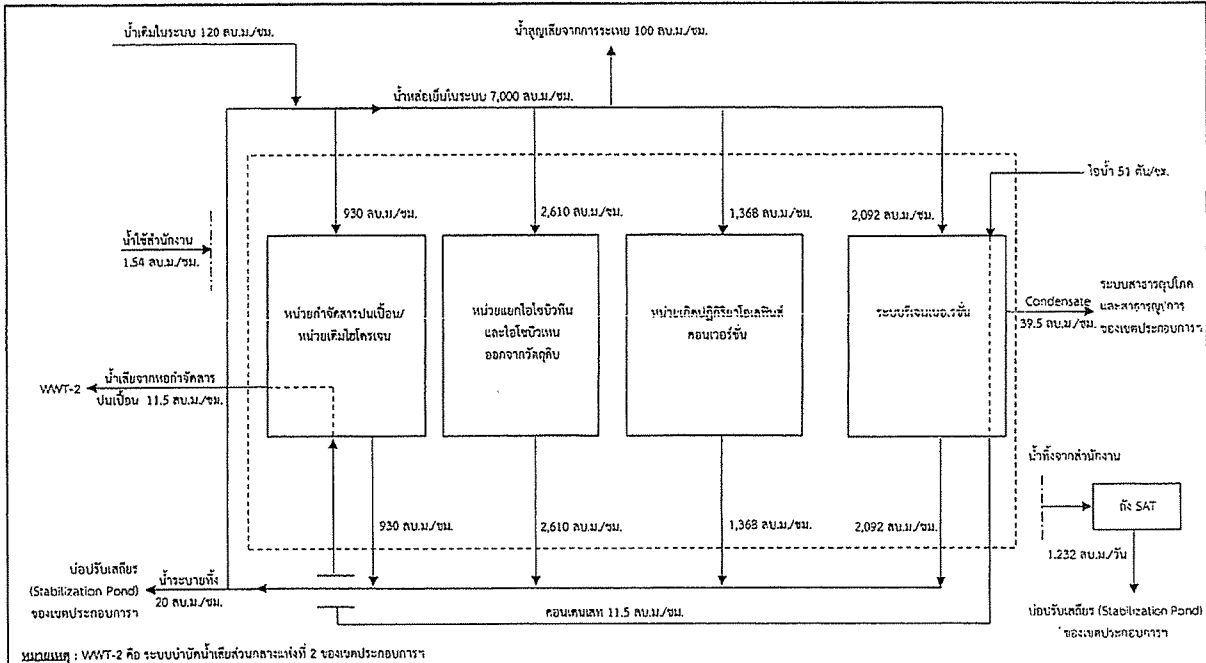 น้ำเติมในระบบ 120 ลบ.ม./ชม.
น้ำสูญเสียจากการระเหย 100 ลบ.ม./ชม.
น้ำหล่อเย็นในระบบ 7,000 ลบ.ม./ชม.
ไอน้ำ 51 ตัน/ชม.
930 ลบ.ม./ชม.
2,610 ลบ.ม./ชม.
1,368 ลบ.ม./ชม.
2,092 ลบ.ม./ชม.
น้ำใช้สำนักงาน
1.54 ลบ.ม./ชม.
หน่วยกำจัดสารปนเปื้อน/
หน่วยเติมไฮโดรเจน
หน่วยแยกไอโซบิวทีน
และไอโซบิวเทน
ออกจากวัตถุดิบ
หน่วยเกิดปฏิกิริยาโอเลฟินส์
คอนเวอร์ชั่น
ระบบรีเจนเนอเรชั่น
Condensate
39.5 ลบ.ม./ชม.
ระบบสาธารณูปโภค
และสาธารณูปการ
ของเขตประกอบการฯ
WWT-2
น้ำเสียจากหอกำจัดสาร
ปนเปื้อน 11.5 ลบ.ม./ชม.
น้ำทิ้งจากสำนักงาน
ถัง SAT
1.232 ลบ.ม./วัน
930 ลบ.ม./ชม.
2,610 ลบ.ม./ชม.
1,368 ลบ.ม./ชม.
2,092 ลบ.ม./ชม.
บ่อปรับเสถียร
(Stabilization Pond)
ของเขตประกอบการฯ
น้ำระบายทิ้ง
20 ลบ.ม./ชม.
คอนเดนเสท 11.5 ลบ.ม./ชม.
บ่อปรับเสถียร (Stabilization Pond)
ของเขตประกอบการฯ
หมายเหตุ : WWT-2 คือ ระบบบำบัดน้ำเสียส่วนกลางแห่งที่ 2 ของเขตประกอบการฯ